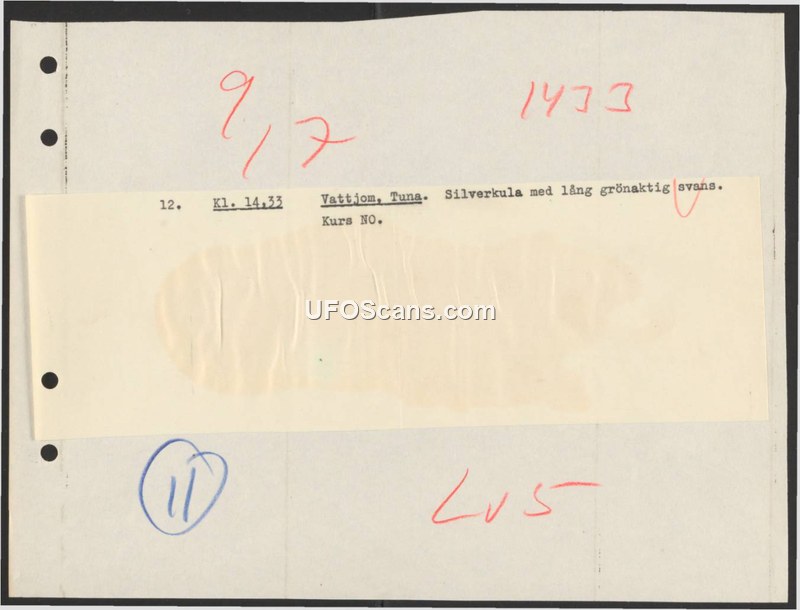 9/7
1433
12. Kl. 14,33 Vattjom, Tuna. Silverkula med lång grönaktig svans.
Kurs NO.
UFOScans.com
11
Lv5